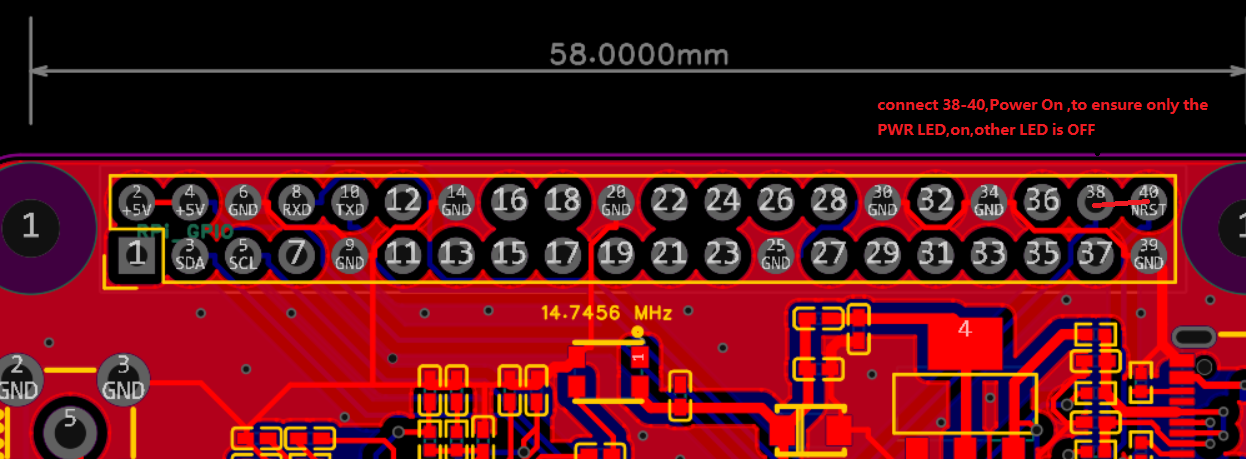 58.0000mm
connect 38-40,Power On ,to ensure only the
PWR LED,on,other LED is OFF
2 4 6 8 10 12 14 16 18 20 22 24 26 28 30 32 34 36 38 40
+5V +5V GND RXD TXD GND GND GND GND NRST
1
RPI_GPIO
1 3 5 7 9 11 13 15 17 19 21 23 25 27 29 31 33 35 37 39
SDA SCL GND GND GND
1
14.7456 MHz
4
1
2 3
GND GND
5